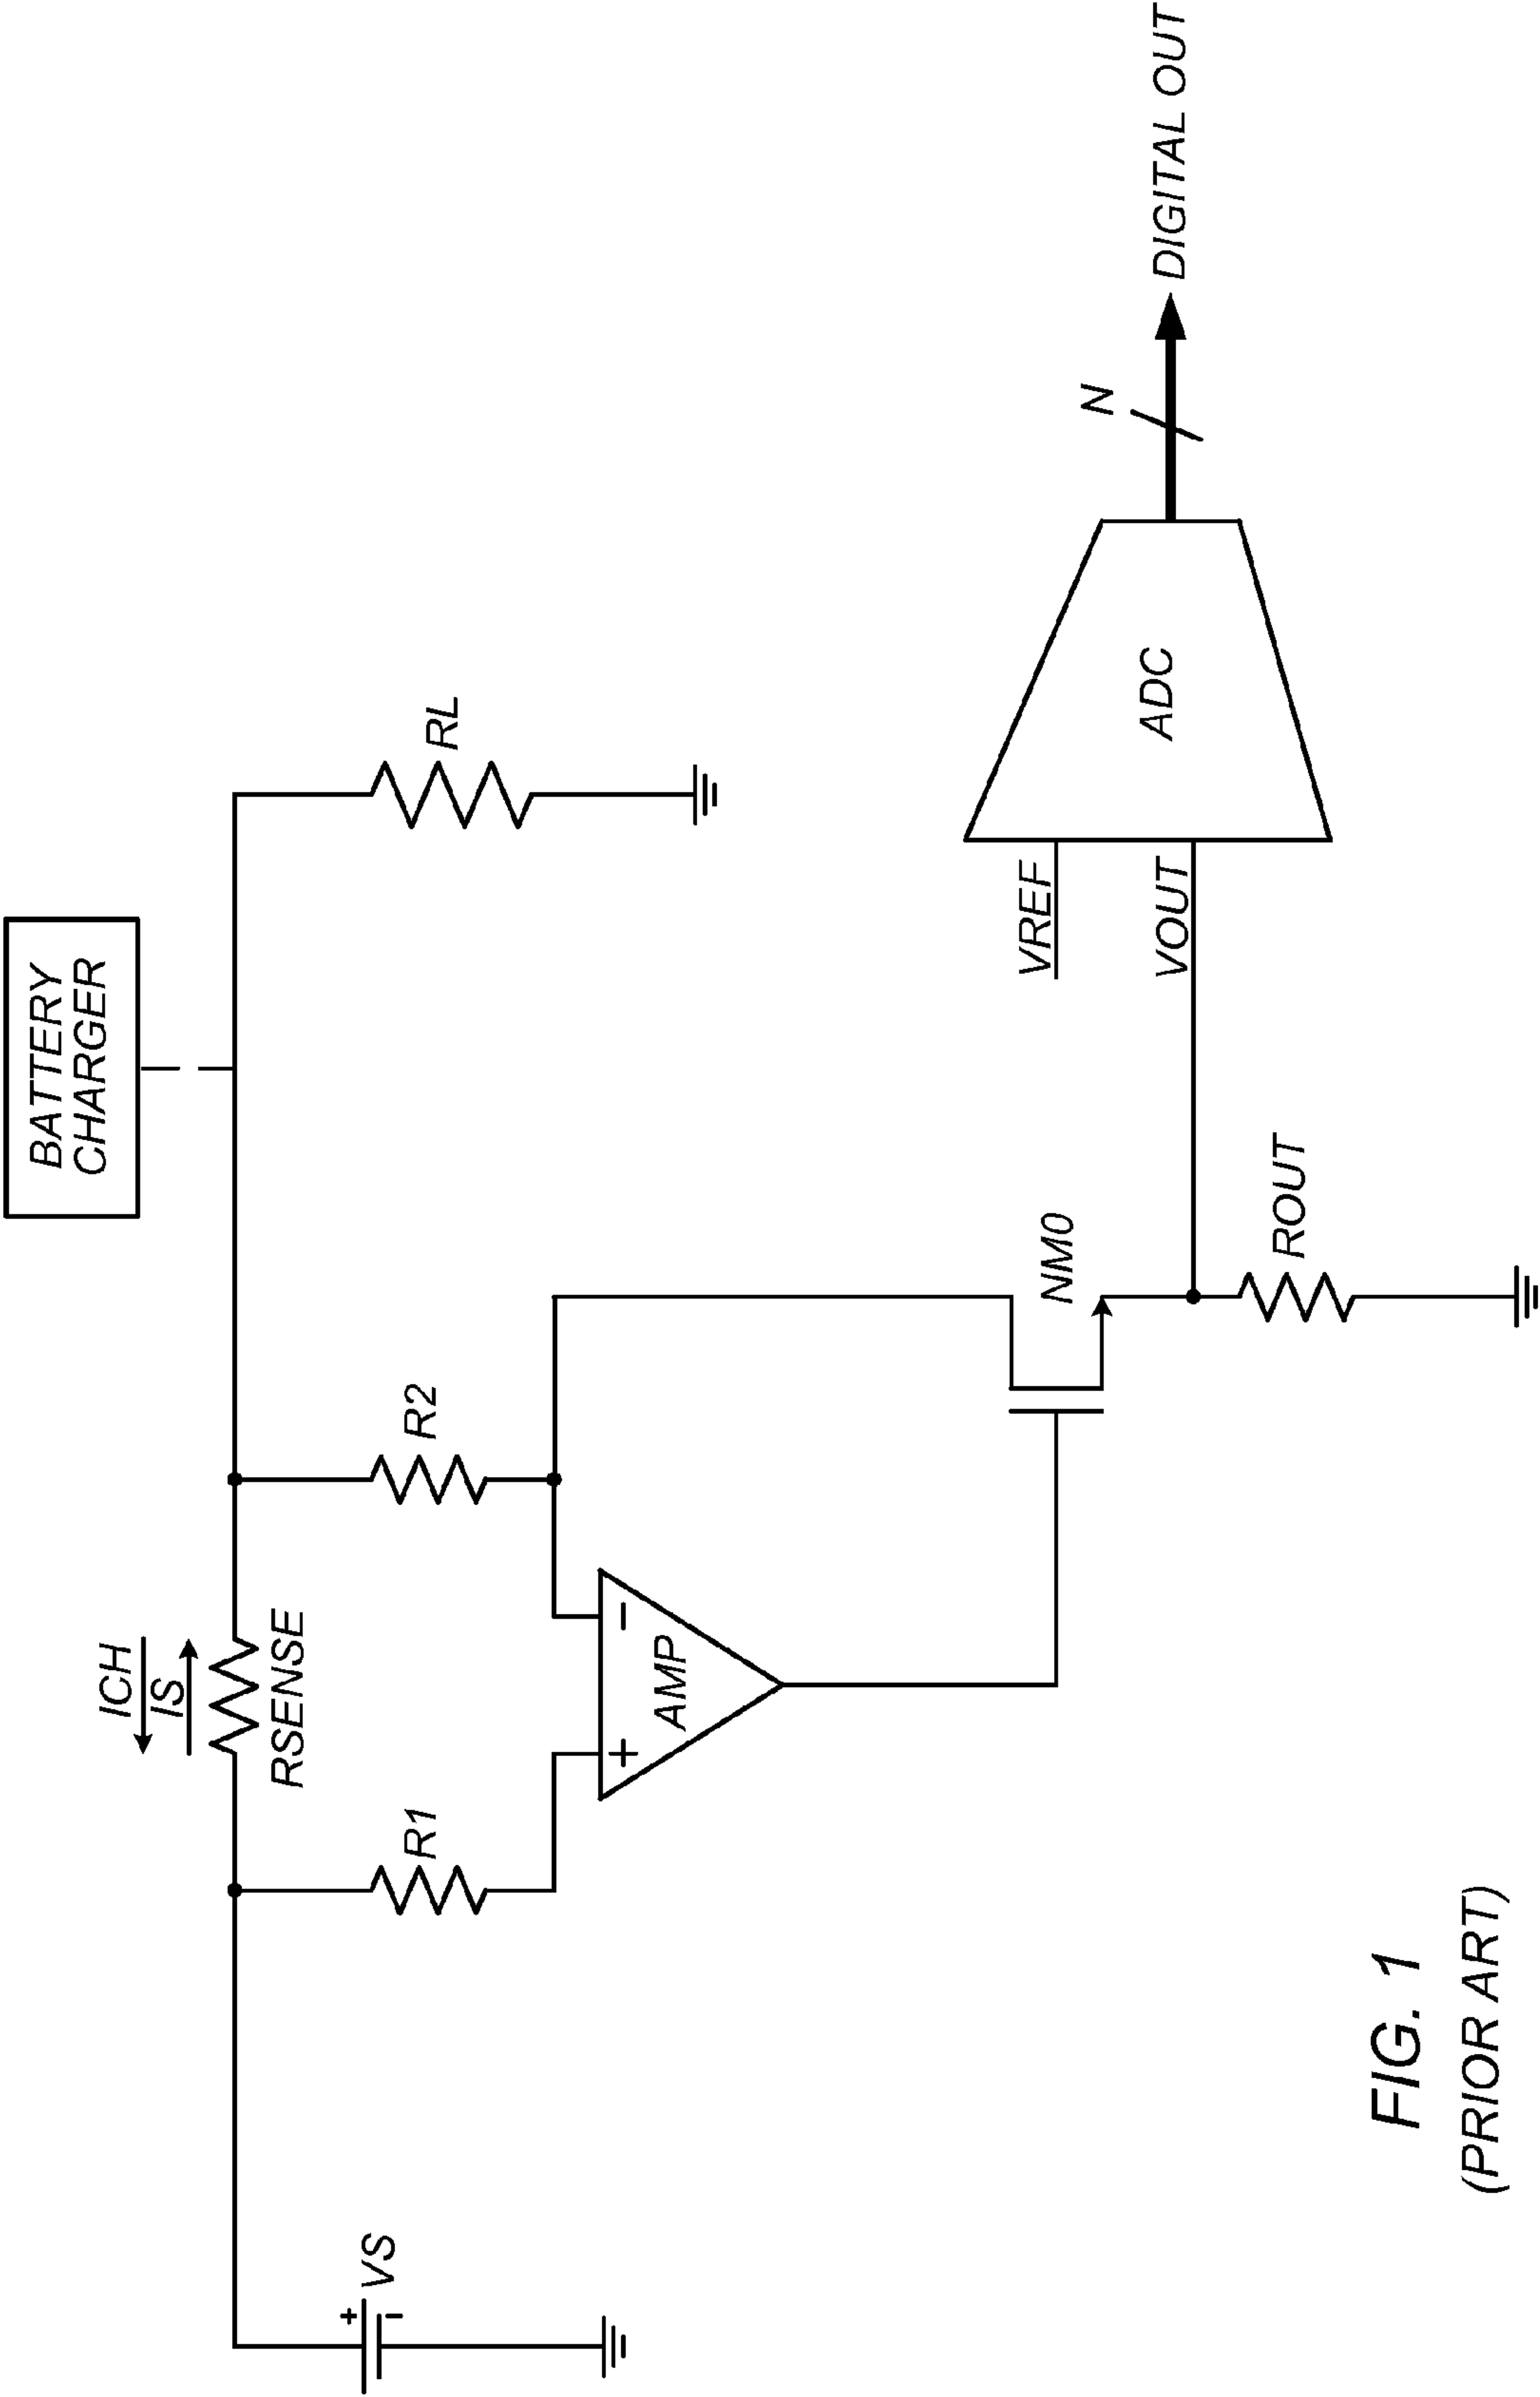 BATTERY
CHARGER
ICH
IS
RSENSE
R1
R2
RL
+
-
VS
+
-
AMP
NM0
VREF
VOUT
ADC
N
DIGITAL OUT
ROUT
FIG. 1
(PRIOR ART)